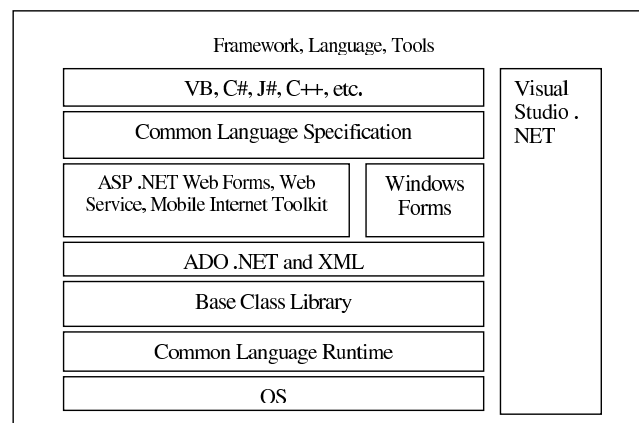 Framework, Language, Tools
VB, C#, J#, C++, etc.
Common Language Specification
ASP .NET Web Forms, Web
Service, Mobile Internet Toolkit
Windows
Forms
ADO .NET and XML
Base Class Library
Common Language Runtime
OS
Visual
Studio .
NET